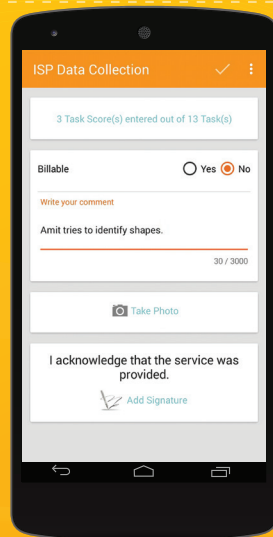 ISP Data Collection
3 Task Score(s) entered out of 13 Task(s)
Billable
Yes
No
Write your comment
Amit tries to identify shapes.
30 / 3000
Take Photo
I acknowledge that the service was
provided.
Add Signature